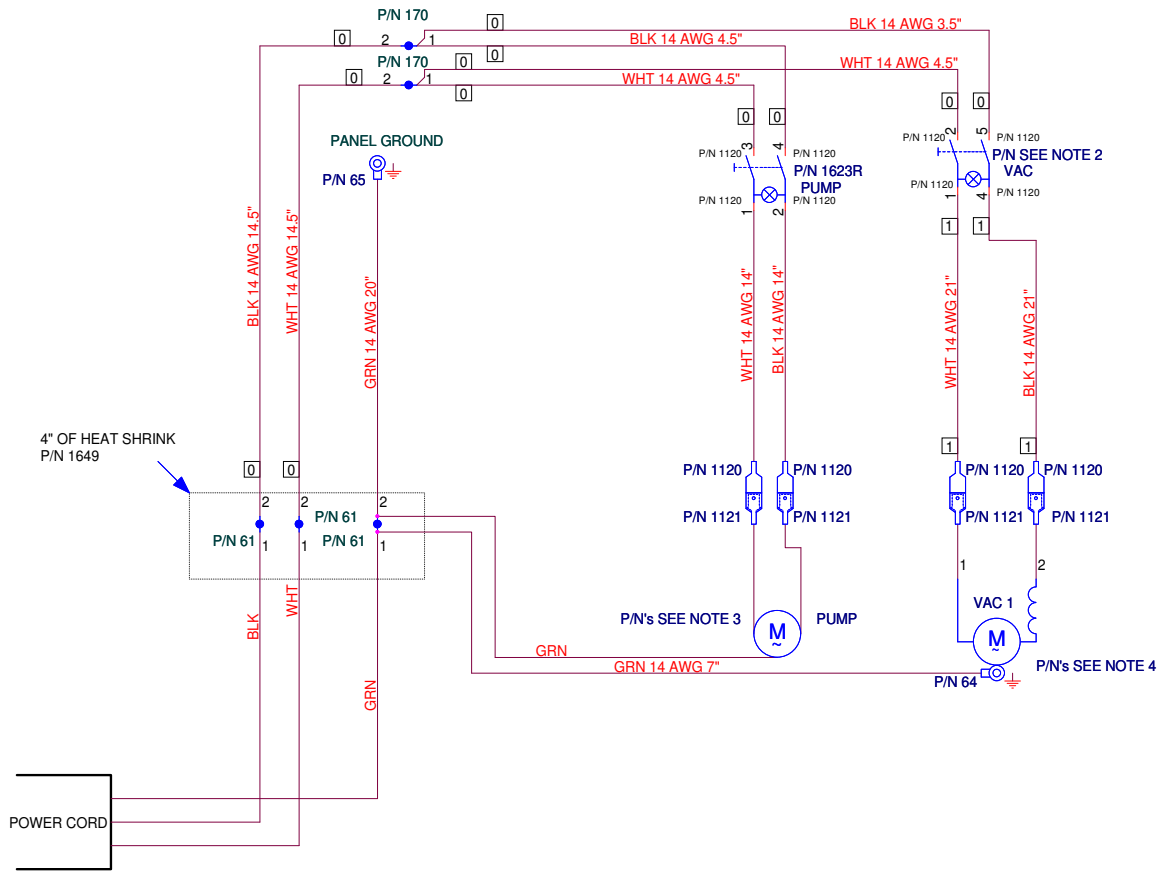 P/N 170
0
BLK 14 AWG 3.5"
0
2
1
BLK 14 AWG 4.5"
0
P/N 170
0
WHT 14 AWG 4.5"
0
2
1
WHT 14 AWG 4.5"
0
0
0
0
0
PANEL GROUND
P/N 65
P/N 1120
3
4
P/N 1120
P/N 1623R
PUMP
P/N 1120
P/N 1120
1
2
P/N 1120
2
5
P/N 1120
P/N SEE NOTE 2
VAC
P/N 1120
P/N 1120
1
4
1
1
BLK 14 AWG 14.5"
WHT 14 AWG 14.5"
GRN 14 AWG 20"
WHT 14 AWG 14"
BLK 14 AWG 14"
WHT 14 AWG 21"
BLK 14 AWG 21"
4" OF HEAT SHRINK
P/N 1649
0
0
1
1
P/N 1120
P/N 1120
P/N 1120
P/N 1120
2
2
2
P/N 61
P/N 61
P/N 61
1
1
1
P/N 1121
P/N 1121
P/N 1121
P/N 1121
1
2
BLK
WHT
GRN
P/N's SEE NOTE 3
M
~
PUMP
VAC 1
M
~
GRN
GRN 14 AWG 7"
P/N 64
P/N's SEE NOTE 4
POWER CORD